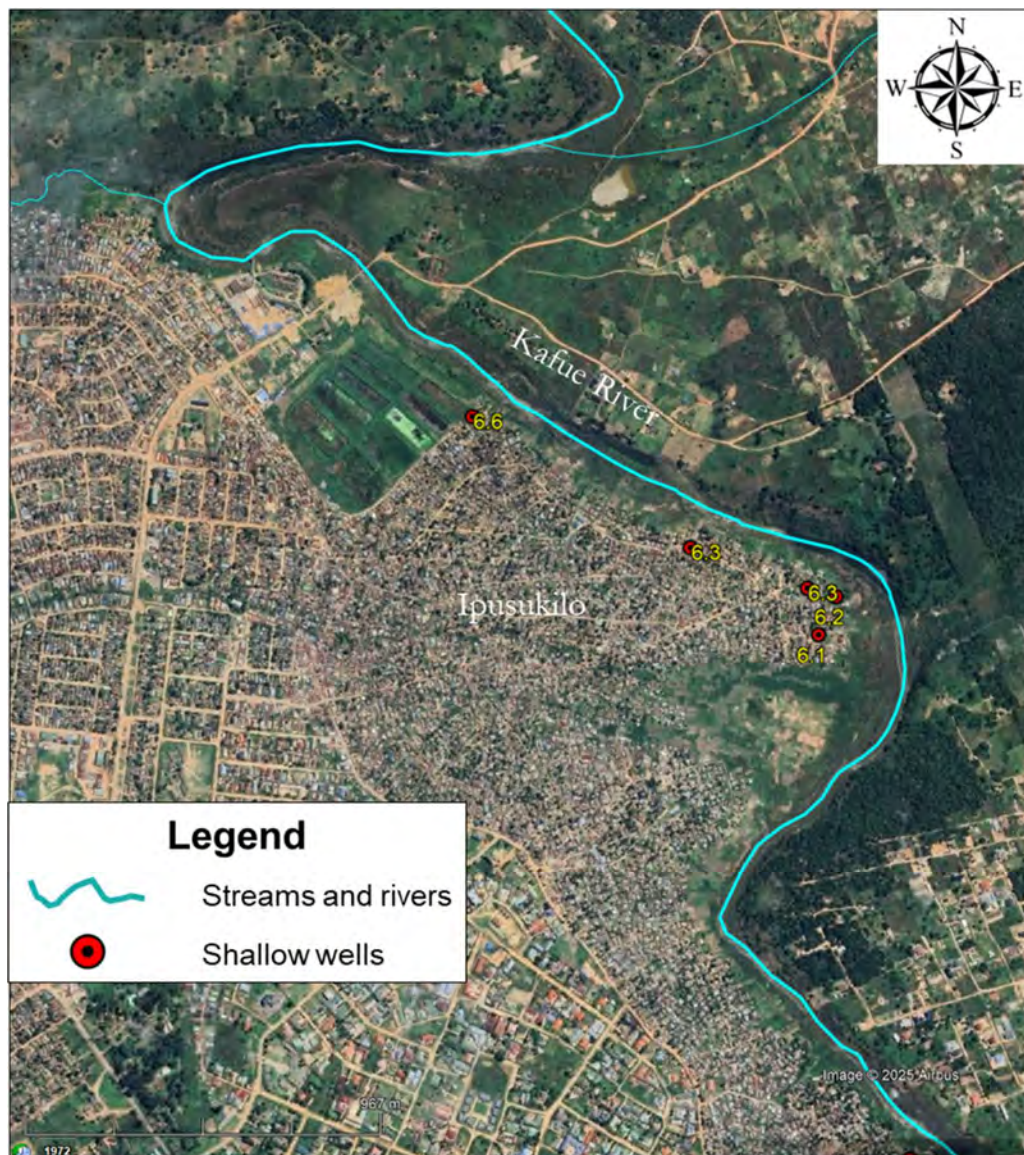 N
W E
S
Kafue River
6.6
6.3
Ipusukilo
6.3
6.2
6.1
Legend
Streams and rivers
Shallow wells
Image © 2025 Airbus
967 m
1972